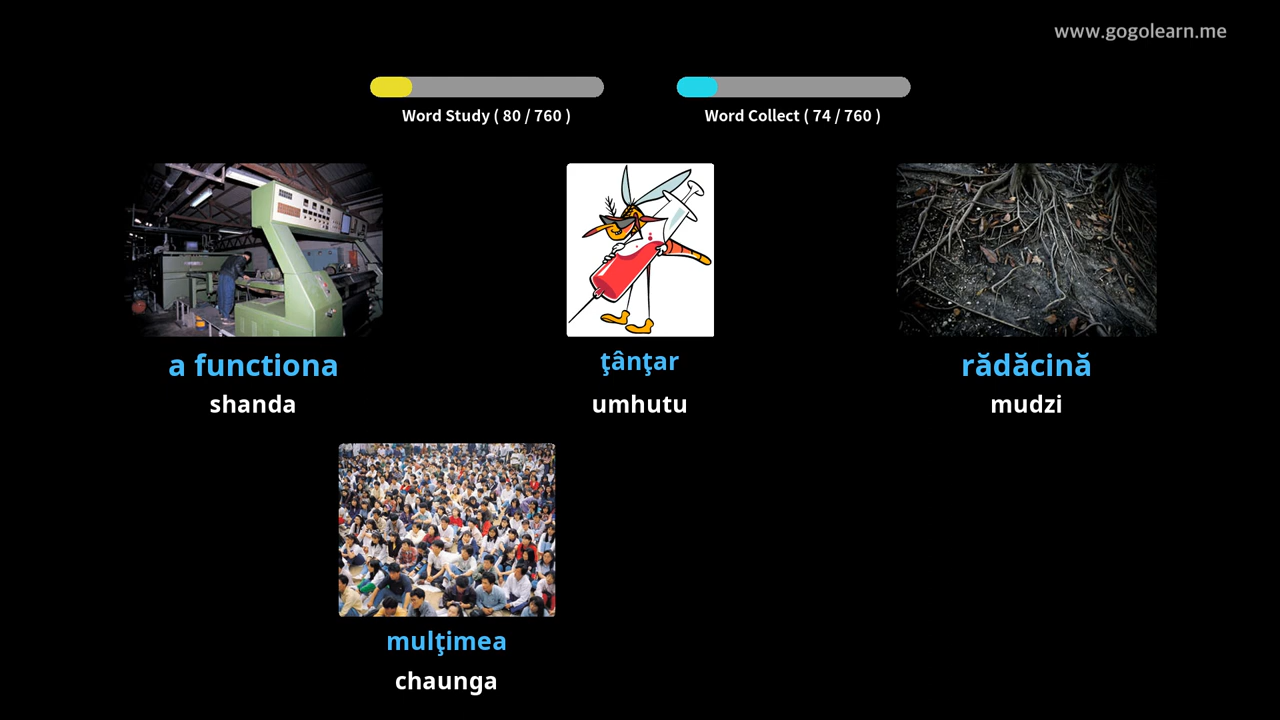 www.gogolearn.me
Word Study ( 80 / 760 )
Word Collect ( 74 / 760 )
a functiona
shanda
ţânţar
umhutu
rădăcină
mudzi
mulţimea
chaunga